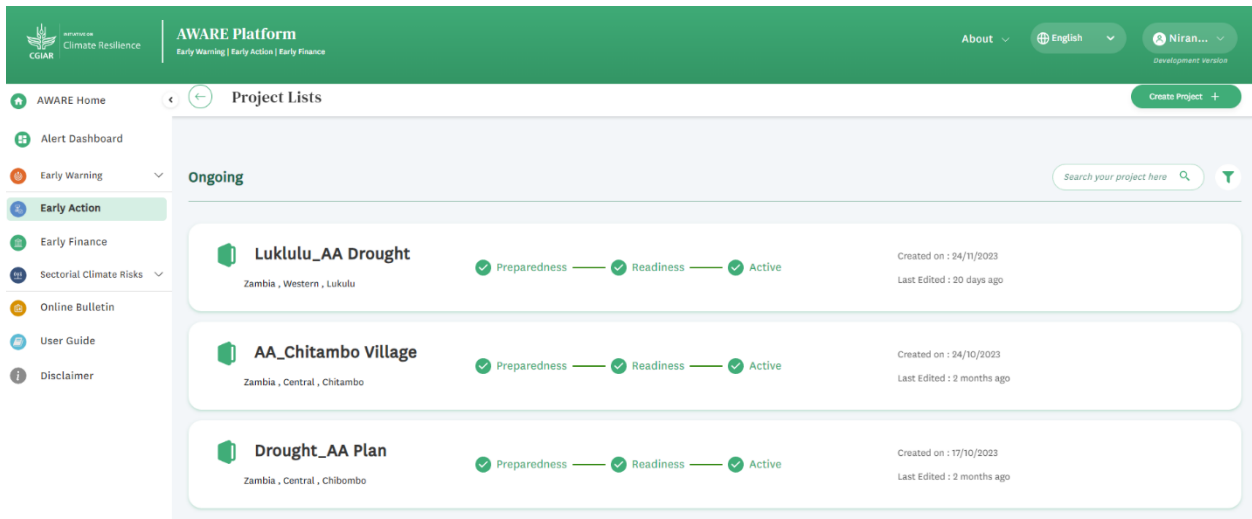 INITIATIVE ON
Climate Resilience
CGIAR
AWARE Platform
Early Warning | Early Action | Early Finance
About
English
Niran...
Development Version
AWARE Home
Alert Dashboard
Early Warning
Early Action
Early Finance
Sectorial Climate Risks
Online Bulletin
User Guide
Disclaimer
Project Lists
Create Project +
Ongoing
Search your project here
Luklulu_AA Drought
Zambia , Western , Lukulu
Preparedness Readiness Active
Created on : 24/11/2023
Last Edited : 20 days ago
AA_Chitambo Village
Zambia , Central , Chitambo
Preparedness Readiness Active
Created on : 24/10/2023
Last Edited : 2 months ago
Drought_AA Plan
Zambia , Central , Chibombo
Preparedness Readiness Active
Created on : 17/10/2023
Last Edited : 2 months ago